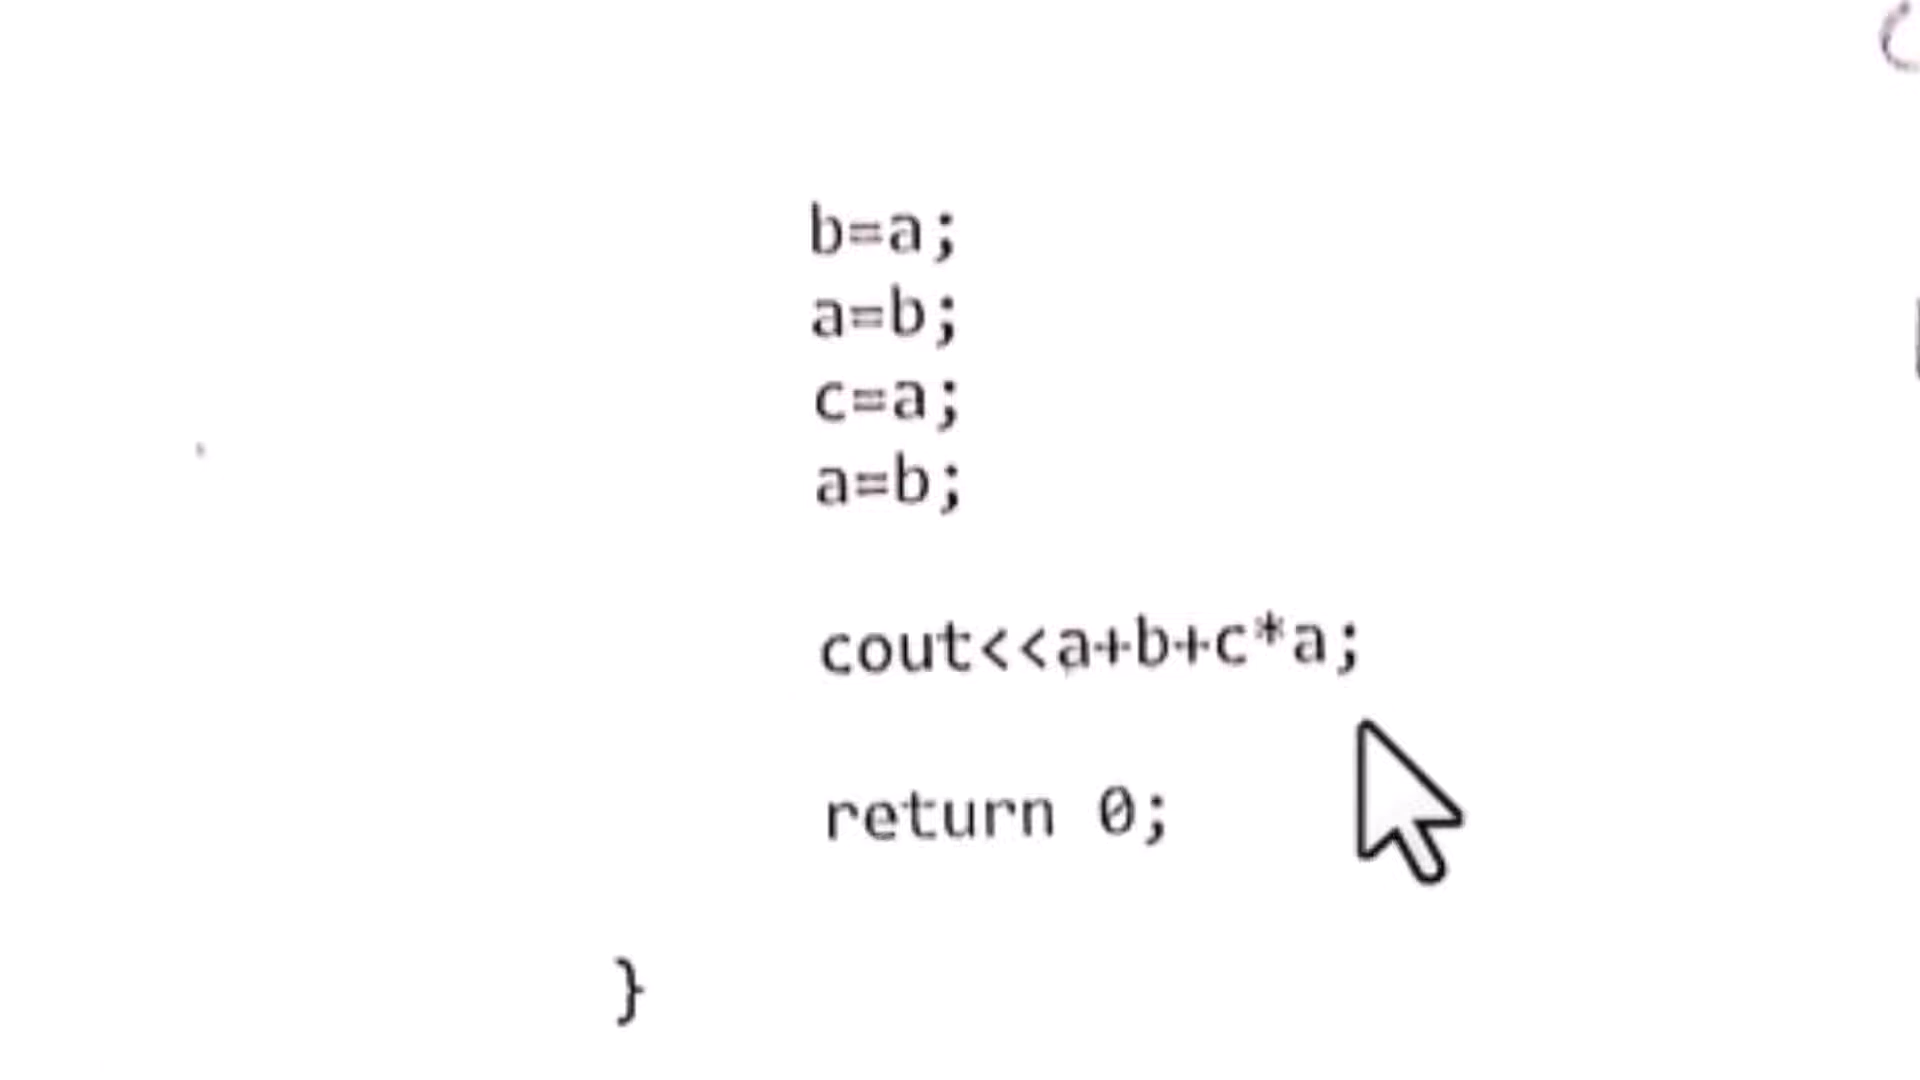 b=a;
a=b;
c=a;
a=b;
cout<<a+b+c*a;
return 0;
}